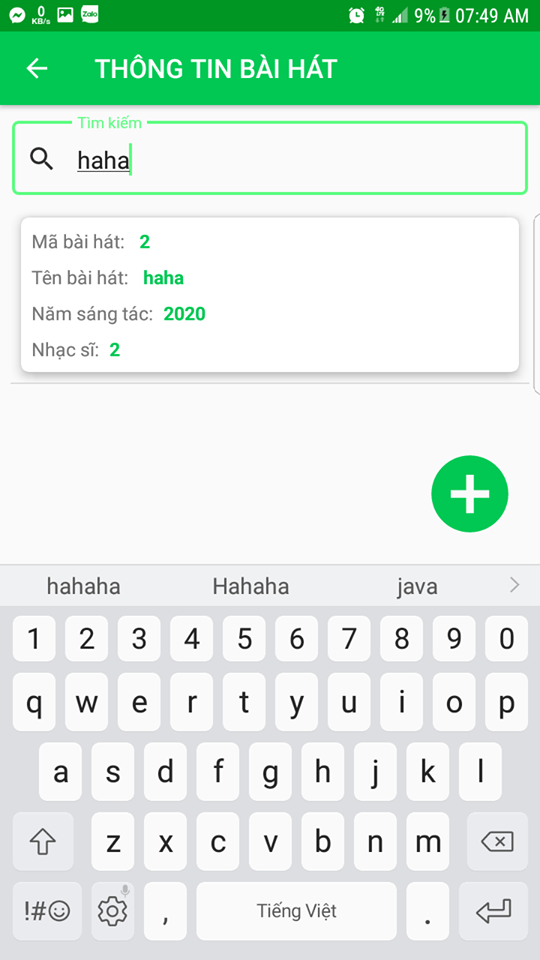 0
KB/s
Zalo
4G
9%
07:49 AM
THÔNG TIN BÀI HÁT
Tìm kiếm
haha
Mã bài hát: 2
Tên bài hát: haha
Năm sáng tác: 2020
Nhạc sĩ: 2
hahaha Hahaha java
1 2 3 4 5 6 7 8 9 0
q w e r t y u i o p
a s d f g h j k l
z x c v b n m
!#☺ , Tiếng Việt .